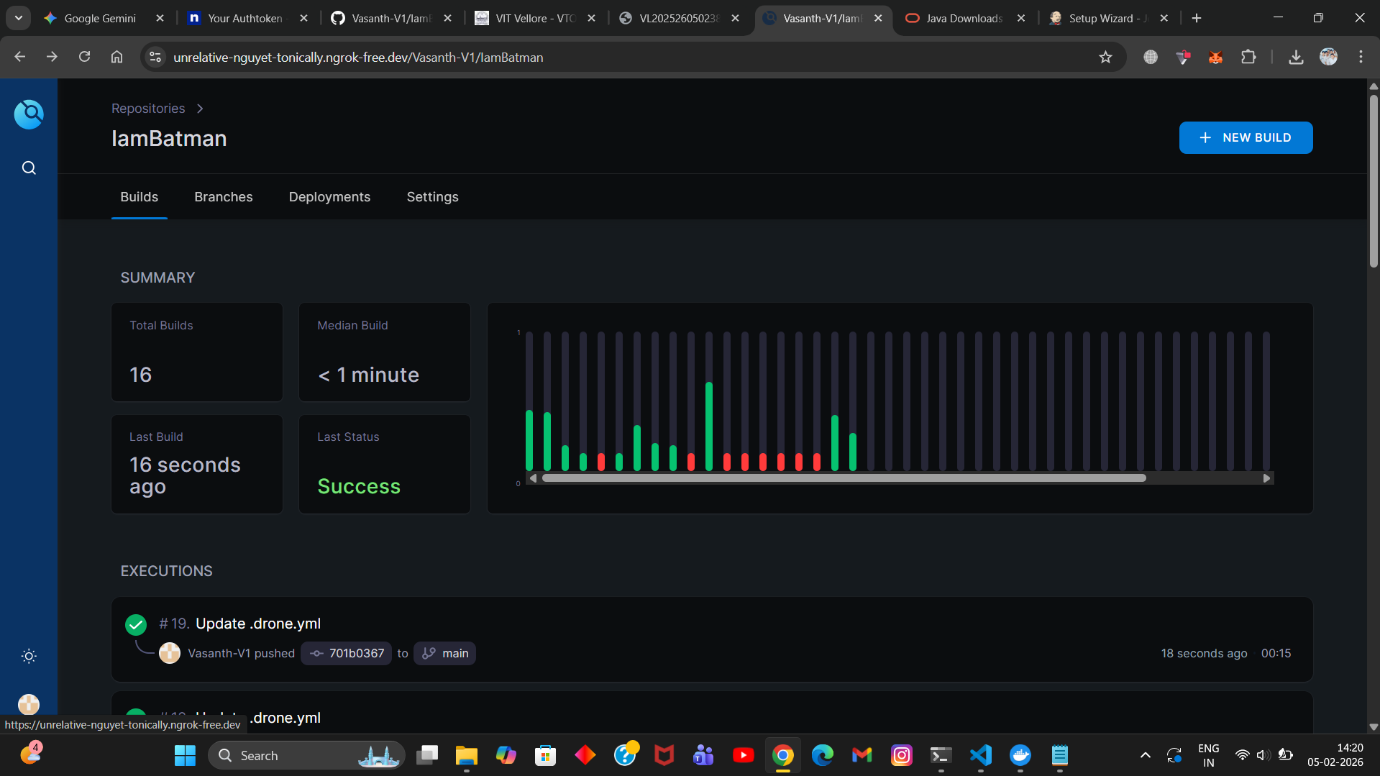 Google Gemini
Your Authtoken
Vasanth-V1/Iaml
VIT Vellore - VTO
VL20252605023
Vasanth-V1/Iaml
Java Downloads
Setup Wizard - J
unrelative-nguyet-tonically.ngrok-free.dev/Vasanth-V1/IamBatman
Repositories
IamBatman
NEW BUILD
Builds
Branches
Deployments
Settings
SUMMARY
Total Builds
16
Median Build
< 1 minute
Last Build
16 seconds
ago
Last Status
Success
1
0
EXECUTIONS
#19. Update .drone.yml
Vasanth-V1 pushed 701b0367 to main
18 seconds ago 00:15
.drone.yml
https://unrelative-nguyet-tonically.ngrok-free.dev
4
Search
ENG
IN
14:20
05-02-2026